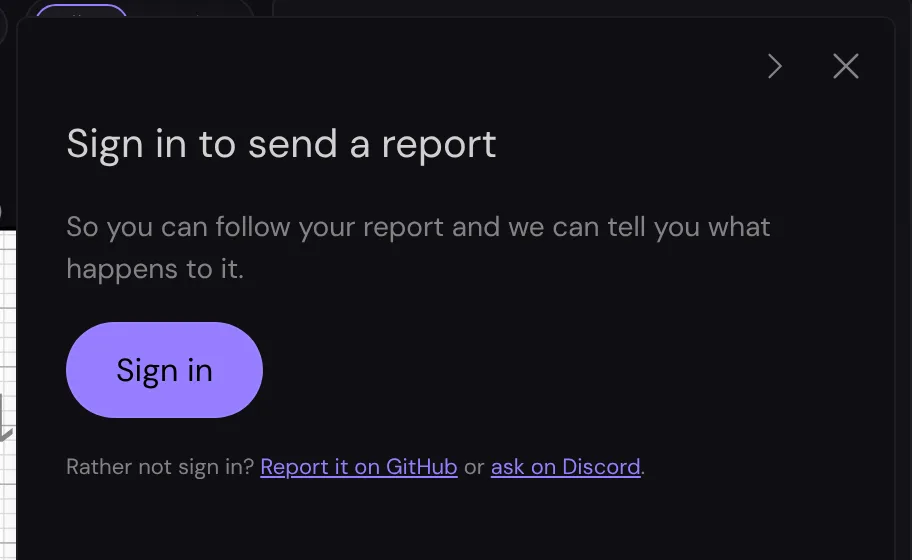 Sign in to send a report
So you can follow your report and we can tell you what
happens to it.
Sign in
Rather not sign in? Report it on GitHub or ask on Discord.